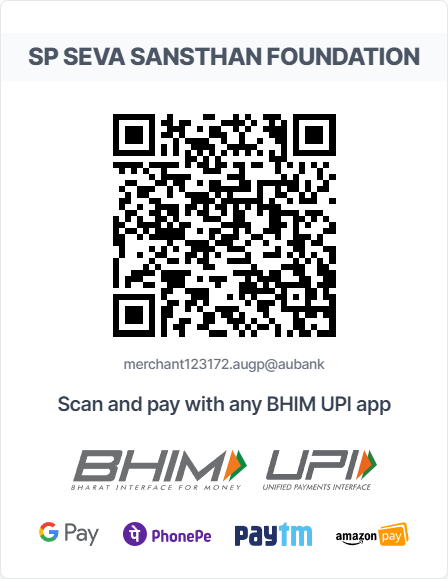 SP SEVA SANSTHAN FOUNDATION
merchant123172.augp@aubank
Scan and pay with any BHIM UPI app
BHIM UPI
BHARAT INTERFACE FOR MONEY UNIFIED PAYMENTS INTERFACE
G Pay पे PhonePe paytm amazon pay